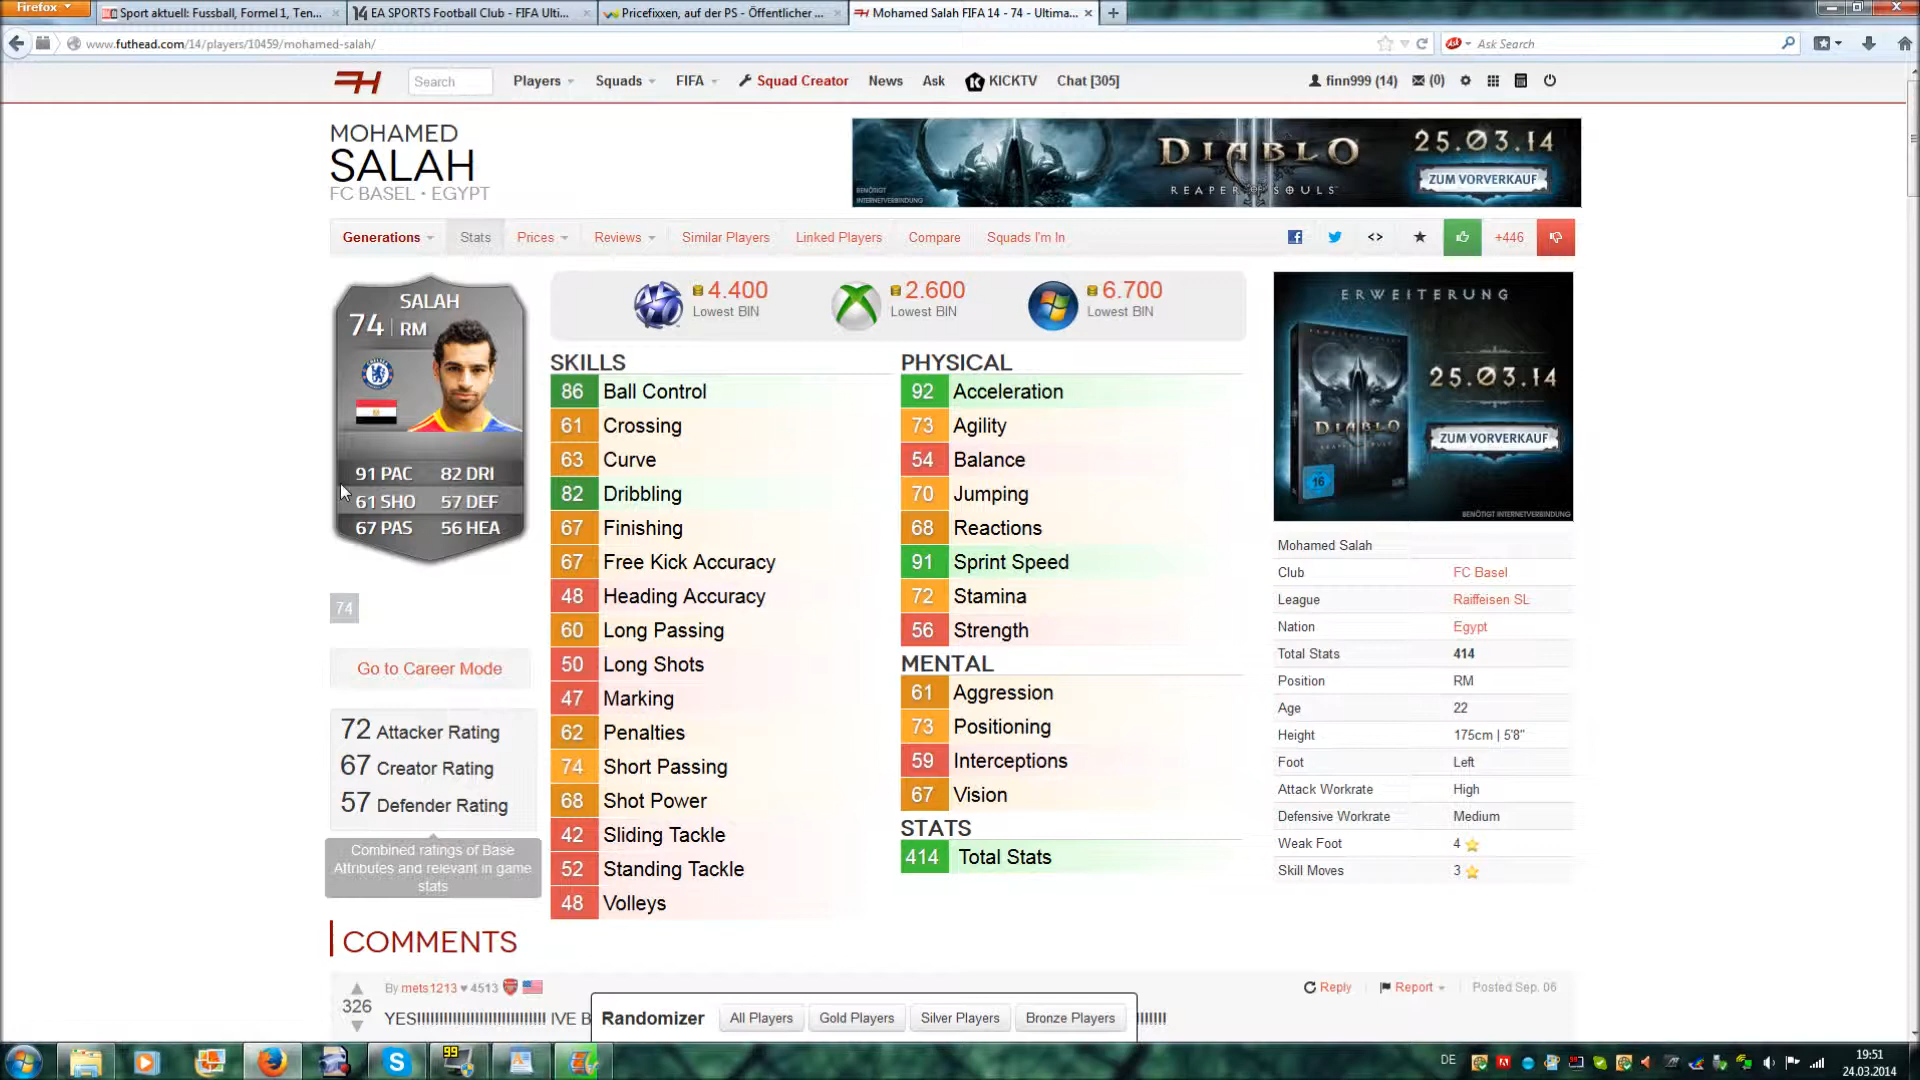 Firefox
Sport aktuell: Fussball, Formel 1, Ten...
EA SPORTS Football Club - FIFA Ulti...
Pricefixxen, auf der PS - Öffentlicher ...
Mohamed Salah FIFA 14 - 74 - Ultima...
www.futhead.com/14/players/10459/mohamed-salah/
Ask Search
Search
Players
Squads
FIFA
Squad Creator
News
Ask
KICKTV
Chat [305]
finn999 (14)
(0)
MOHAMED
SALAH
FC BASEL • EGYPT
DIABLO
REAPER OF SOULS
BENÖTIGT
INTERNETVERBINDUNG
25.03.14
ZUM VORVERKAUF
Generations
Stats
Prices
Reviews
Similar Players
Linked Players
Compare
Squads I'm In
<>
+446
SALAH
74 RM
91 PAC 82 DRI
61 SHO 57 DEF
67 PAS 56 HEA
74
Go to Career Mode
72 Attacker Rating
67 Creator Rating
57 Defender Rating
Combined ratings of Base
Attributes and relevant in game
stats
4.400
Lowest BIN
2.600
Lowest BIN
6.700
Lowest BIN
SKILLS
86 Ball Control
61 Crossing
63 Curve
82 Dribbling
67 Finishing
67 Free Kick Accuracy
48 Heading Accuracy
60 Long Passing
50 Long Shots
47 Marking
62 Penalties
74 Short Passing
68 Shot Power
42 Sliding Tackle
52 Standing Tackle
48 Volleys
PHYSICAL
92 Acceleration
73 Agility
54 Balance
70 Jumping
68 Reactions
91 Sprint Speed
72 Stamina
56 Strength
MENTAL
61 Aggression
73 Positioning
59 Interceptions
67 Vision
STATS
414 Total Stats
ERWEITERUNG
DIABLO
REAPER OF SOULS
16
25.03.14
ZUM VORVERKAUF
BENÖTIGT INTERNETVERBINDUNG
Mohamed Salah
Club FC Basel
League Raiffeisen SL
Nation Egypt
Total Stats 414
Position RM
Age 22
Height 175cm | 5'8"
Foot Left
Attack Workrate High
Defensive Workrate Medium
Weak Foot 4
Skill Moves 3
COMMENTS
326
By mets1213 ♥ 4513
Reply
Report
Posted Sep. 06
IVE B
Randomizer
All Players
Gold Players
Silver Players
Bronze Players
99
DE
19:51
24.03.2014